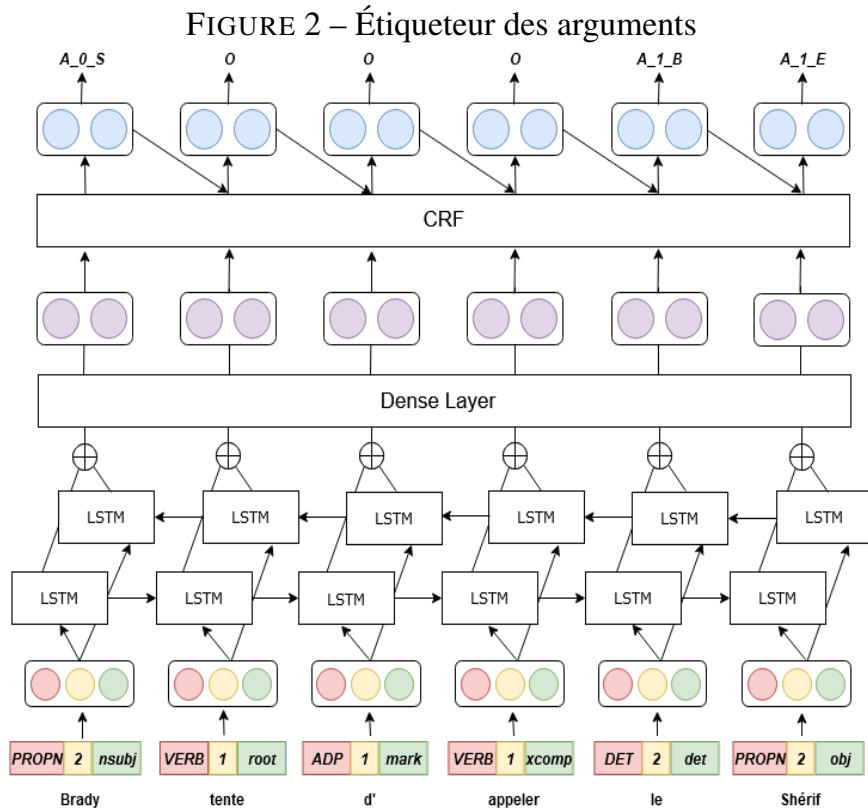 FIGURE 2 – Étiqueteur des arguments
A_0_S O O O A_1_B A_1_E
CRF
Dense Layer
LSTM LSTM LSTM LSTM LSTM LSTM
LSTM LSTM LSTM LSTM LSTM LSTM
PROPN 2 nsubj VERB 1 root ADP 1 mark VERB 1 xcomp DET 2 det PROPN 2 obj
Brady tente d' appeler le Shérif